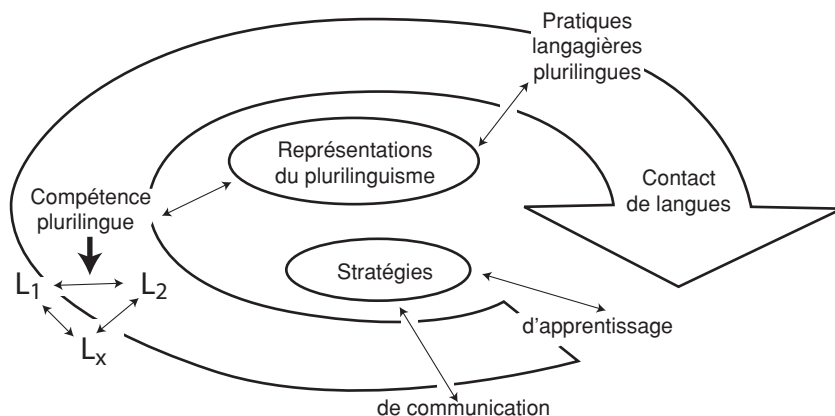 Pratiques
langagières
plurilingues
Représentations
du plurilinguisme
Contact
de langues
Compétence
plurilingue
Stratégies
L1
L2
Lx
d'apprentissage
de communication